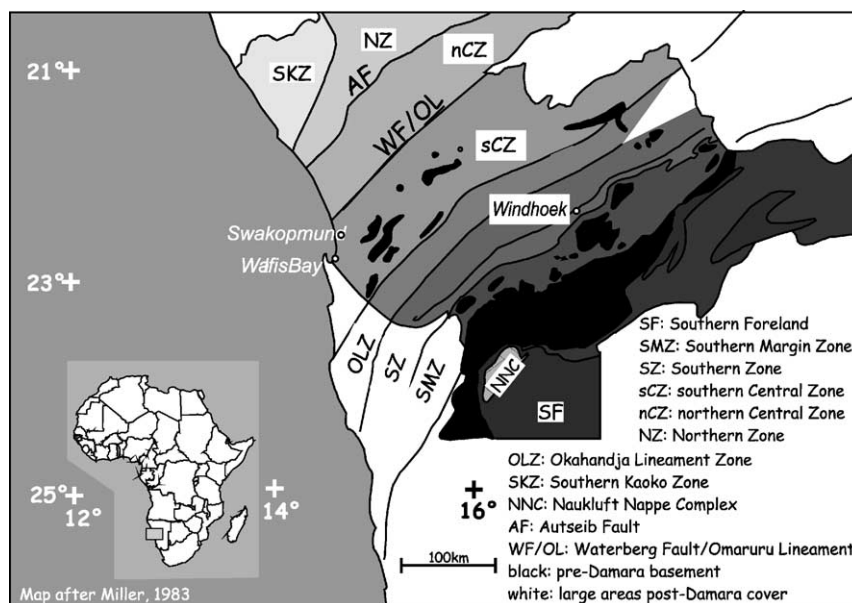 NZ
nCZ
21°
SKZ
AF
WF/OL
sCZ
Windhoek
Swakopmund
WalfisBay
23°
OLZ
SZ
SMZ
NNC
SF
SF: Southern Foreland
SMZ: Southern Margin Zone
SZ: Southern Zone
sCZ: southern Central Zone
nCZ: northern Central Zone
NZ: Northern Zone
OLZ: Okahandja Lineament Zone
SKZ: Southern Kaoko Zone
NNC: Naukluft Nappe Complex
AF: Autseib Fault
WF/OL: Waterberg Fault/Omaruru Lineament
black: pre-Damara basement
white: large areas post-Damara cover
25°
12°
14°
16°
100km
Map after Miller, 1983